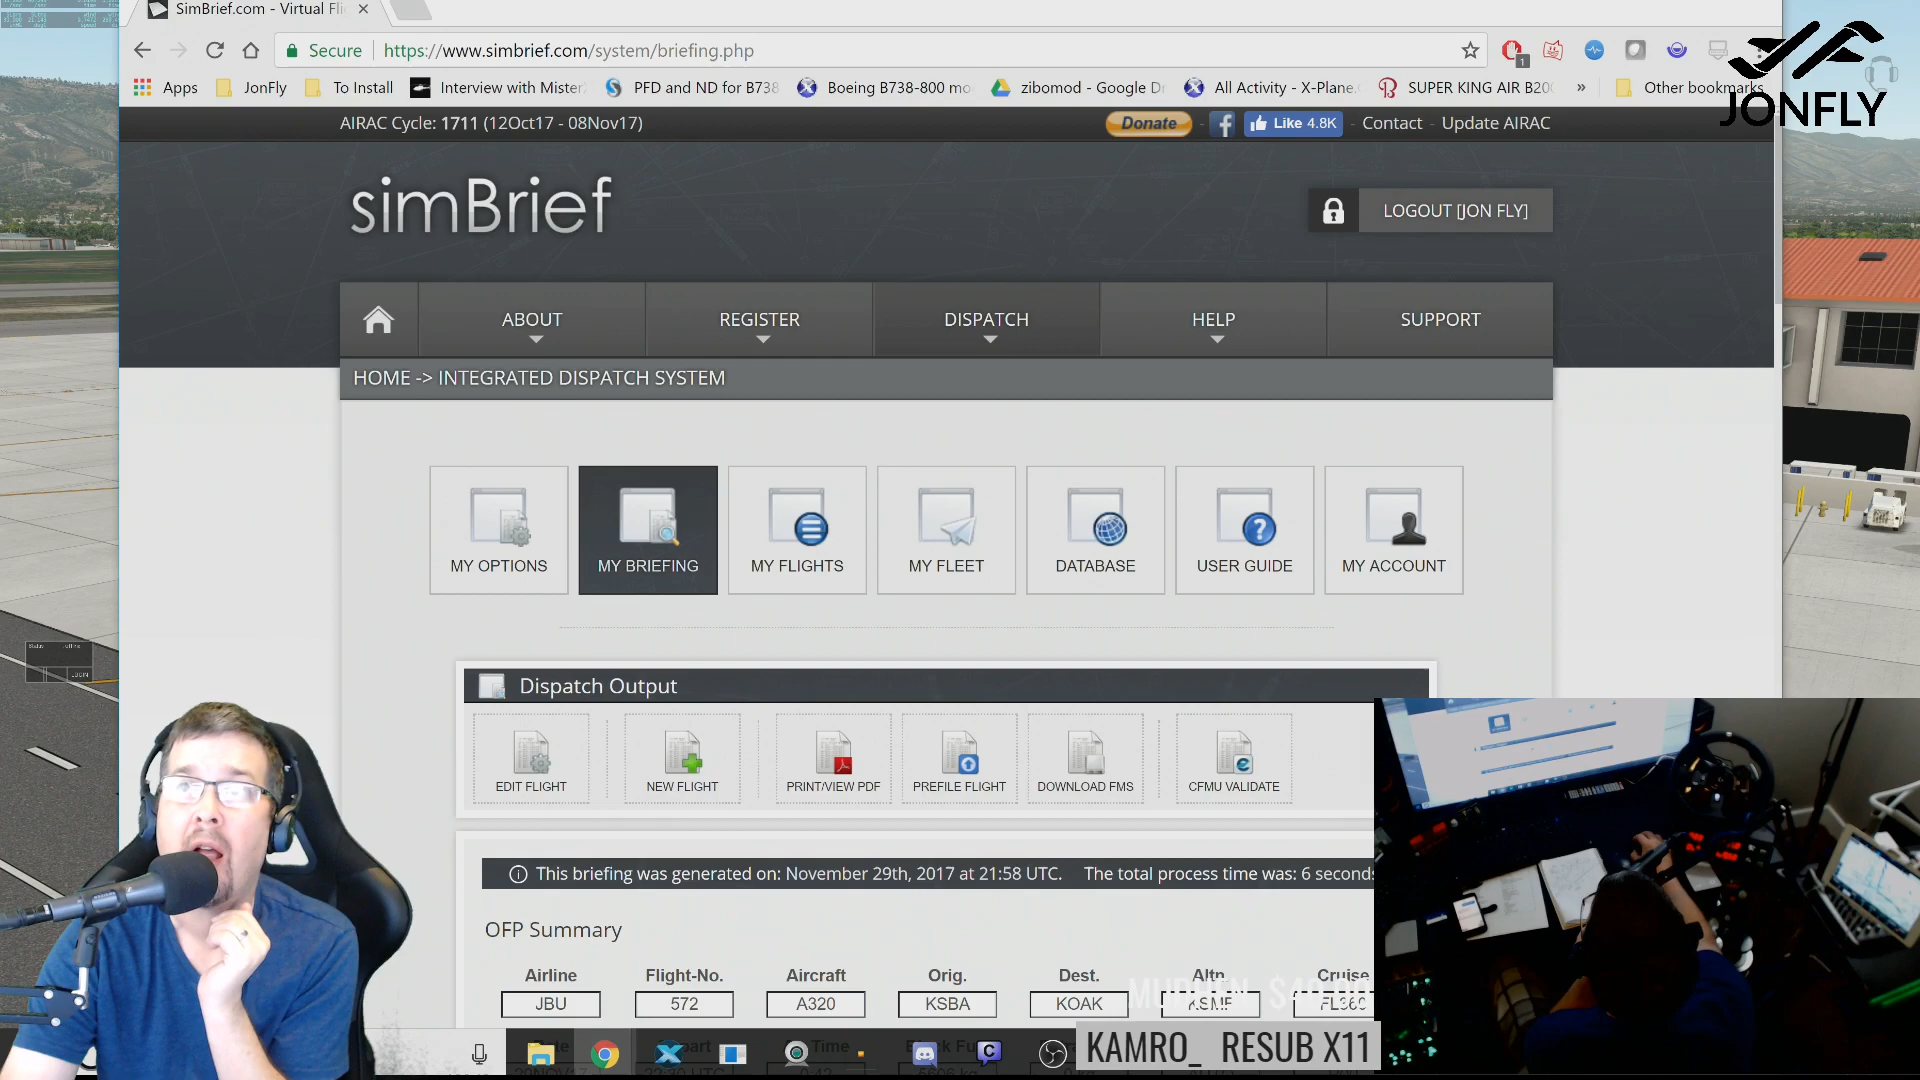 SimBrief.com - Virtual Fli
Secure
https://www.simbrief.com/system/briefing.php
1
Apps
JonFly
To Install
Interview with Mister
PFD and ND for B738
Boeing B738-800 mo
zibomod - Google Dr
All Activity - X-Plane.
SUPER KING AIR B200
»
Other bookmarks
JONFLY
AIRAC Cycle: 1711 (12Oct17 - 08Nov17)
Donate - Like 4.8K - Contact - Update AIRAC
simBrief
LOGOUT [JON FLY]
ABOUT
REGISTER
DISPATCH
HELP
SUPPORT
HOME -> INTEGRATED DISPATCH SYSTEM
MY OPTIONS
MY BRIEFING
MY FLIGHTS
MY FLEET
DATABASE
USER GUIDE
MY ACCOUNT
Dispatch Output
EDIT FLIGHT
NEW FLIGHT
PRINT/VIEW PDF
PREFILE FLIGHT
DOWNLOAD FMS
CFMU VALIDATE
This briefing was generated on: November 29th, 2017 at 21:58 UTC. The total process time was: 6 seconds
OFP Summary
Airline Flight-No. Aircraft Orig. Dest. Altn Cruise
JBU 572 A320 KSBA KOAK KSMF
KAMRO_ RESUB X11